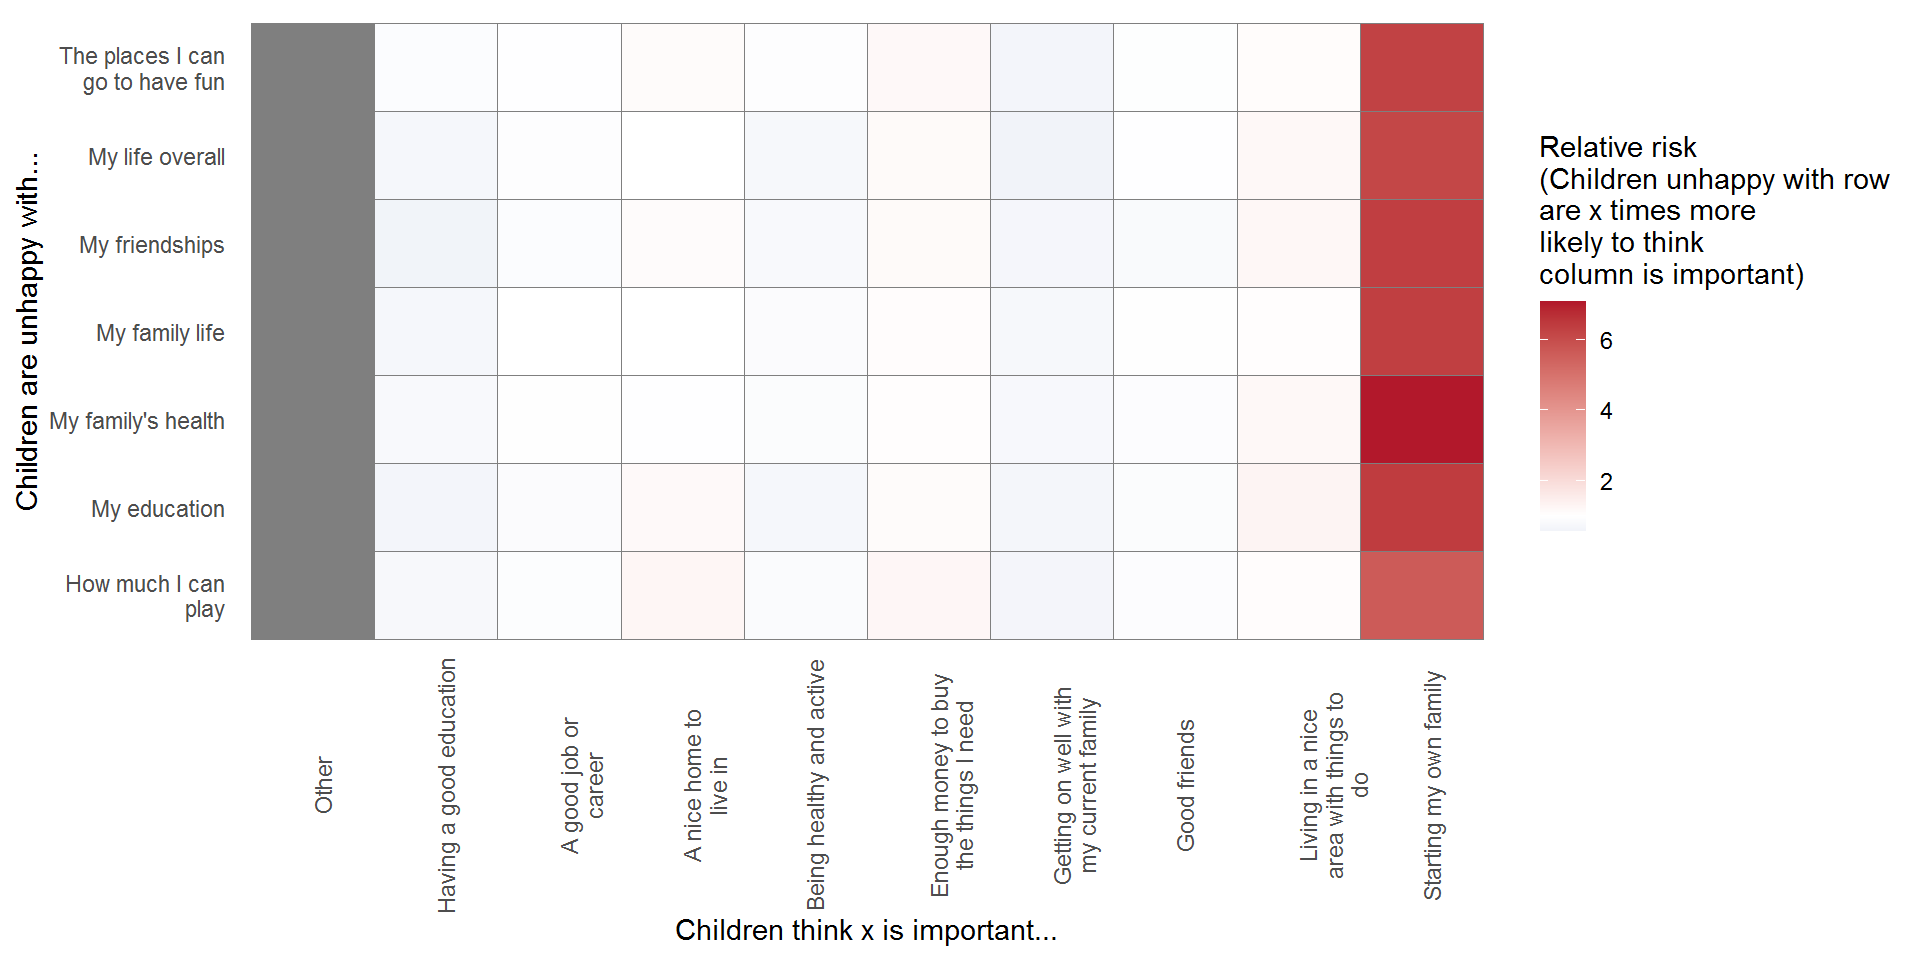 The places I can
go to have fun
My life overall
My friendships
My family life
My family's health
My education
How much I can
play
Children are unhappy with...
Other
Having a good education
A good job or
career
A nice home to
live in
Being healthy and active
Enough money to buy
the things I need
Getting on well with
my current family
Good friends
Living in a nice
area with things to
do
Starting my own family
Children think x is important...
Relative risk
(Children unhappy with row
are x times more
likely to think
column is important)
6
4
2